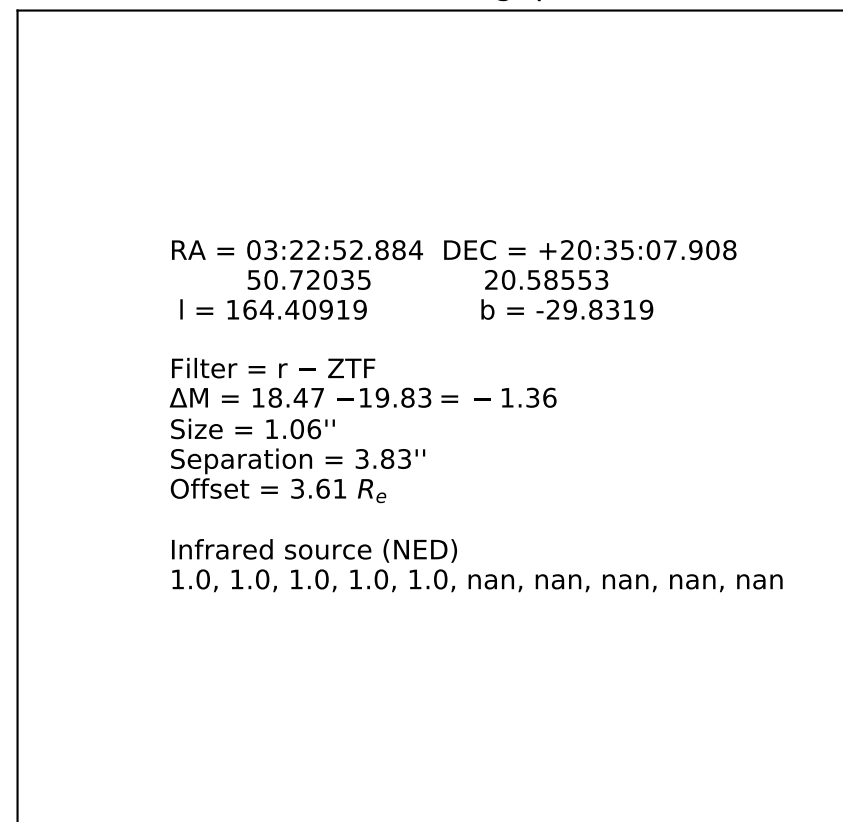 RA = 03:22:52.884 DEC = +20:35:07.908
50.72035 20.58553
l = 164.40919 b = -29.8319
Filter = r − ZTF
ΔM = 18.47 −19.83 = − 1.36
Size = 1.06''
Separation = 3.83''
Offset = 3.61 Rₑ
Infrared source (NED)
1.0, 1.0, 1.0, 1.0, 1.0, nan, nan, nan, nan, nan